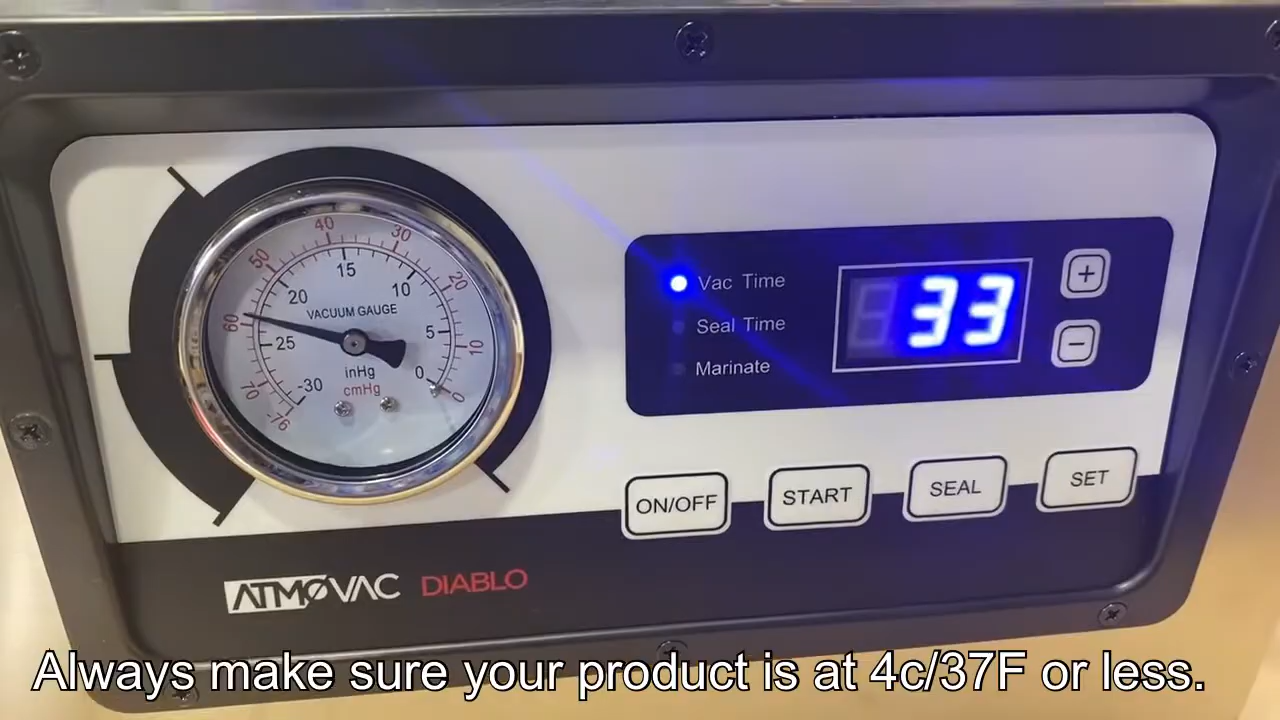 40
50
30
15
20
20
10
VACUUM GAUGE
60
25
5
10
inHg
0
-30
cmHg
70
0
-76
Vac Time
33
Seal Time
Marinate
+
-
ON/OFF
START
SEAL
SET
ATMOVAC DIABLO
Always make sure your product is at 4c/37F or less.